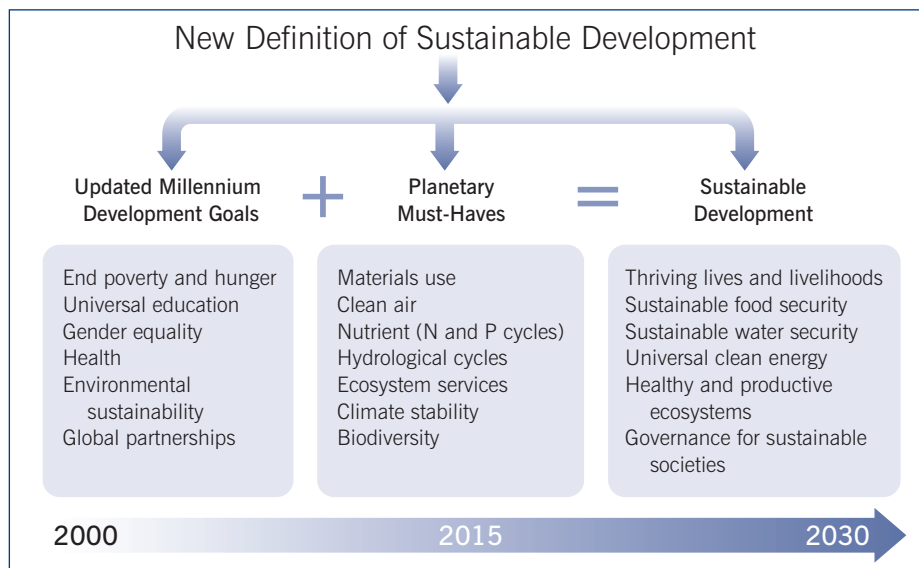 New Definition of Sustainable Development
Updated Millennium
Development Goals
+
Planetary
Must-Haves
=
Sustainable
Development
End poverty and hunger
Universal education
Gender equality
Health
Environmental
sustainability
Global partnerships
Materials use
Clean air
Nutrient (N and P cycles)
Hydrological cycles
Ecosystem services
Climate stability
Biodiversity
Thriving lives and livelihoods
Sustainable food security
Sustainable water security
Universal clean energy
Healthy and productive
ecosystems
Governance for sustainable
societies
2000 2015 2030